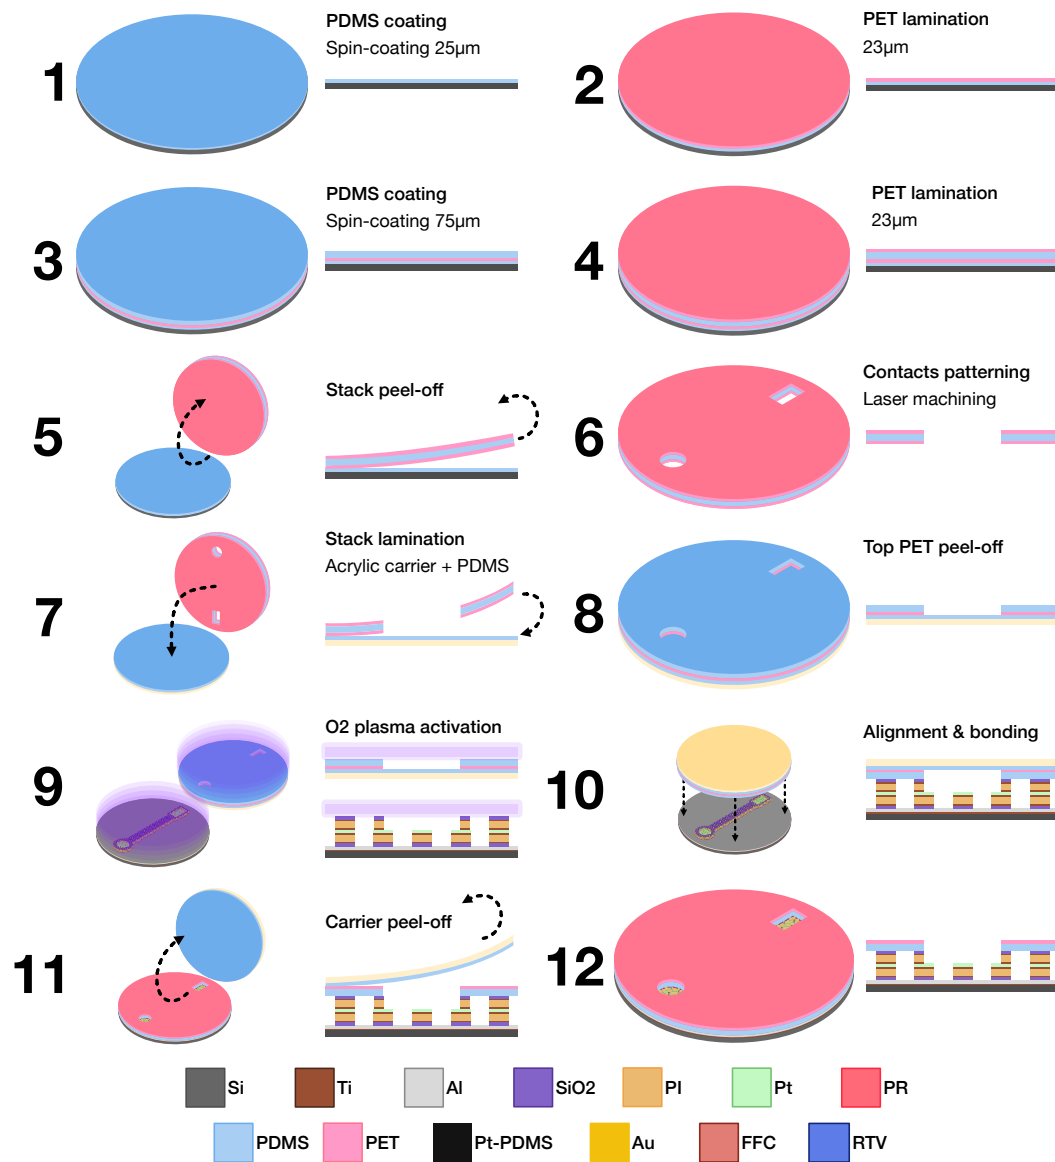 1
PDMS coating
Spin-coating 25µm
2
PET lamination
23µm
3
PDMS coating
Spin-coating 75µm
4
PET lamination
23µm
5
Stack peel-off
6
Contacts patterning
Laser machining
7
Stack lamination
Acrylic carrier + PDMS
8
Top PET peel-off
9
O2 plasma activation
10
Alignment & bonding
11
Carrier peel-off
12
Si
Ti
Al
SiO2
PI
Pt
PR
PDMS
PET
Pt-PDMS
Au
FFC
RTV